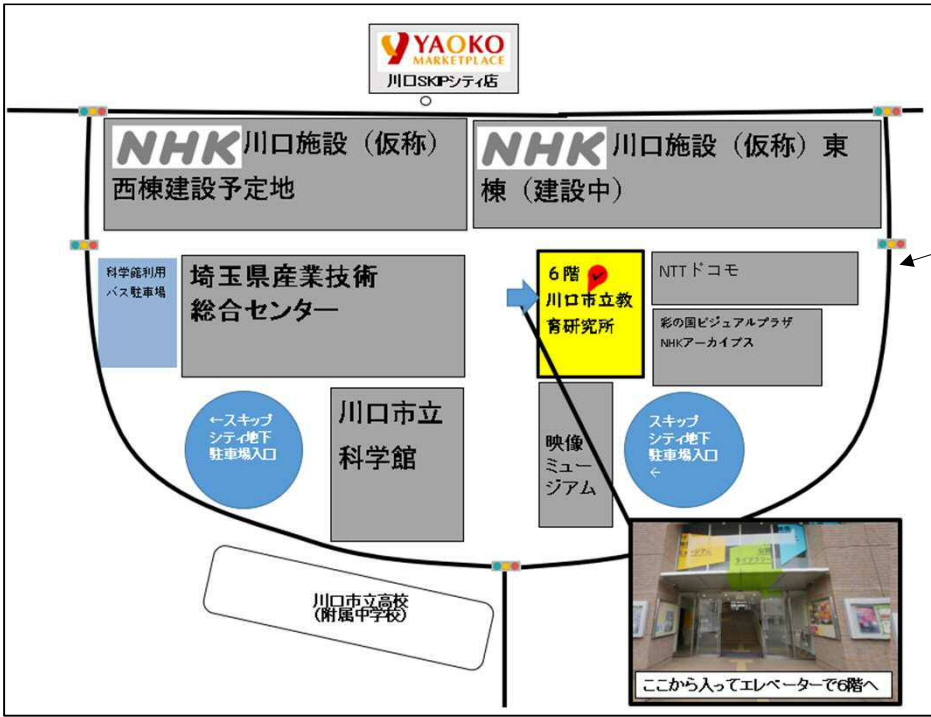 YAOKO
MARKETPLACE
川口SKIPシティ店
NHK 川口施設（仮称）
西棟建設予定地
NHK 川口施設（仮称）東
棟（建設中）
科学館利用
バス駐車場
埼玉県産業技術
総合センター
6階
川口市立教
育研究所
NTTドコモ
彩の国ビジュアルプラザ
NHKアーカイブス
←スキップ
シティ地下
駐車場入口
川口市立
科学館
映像
ミュー
ジアム
スキップ
シティ地下
駐車場入口
←
川口市立高校
（附属中学校）
ライブラリー
ここから入ってエレベーターで6階へ